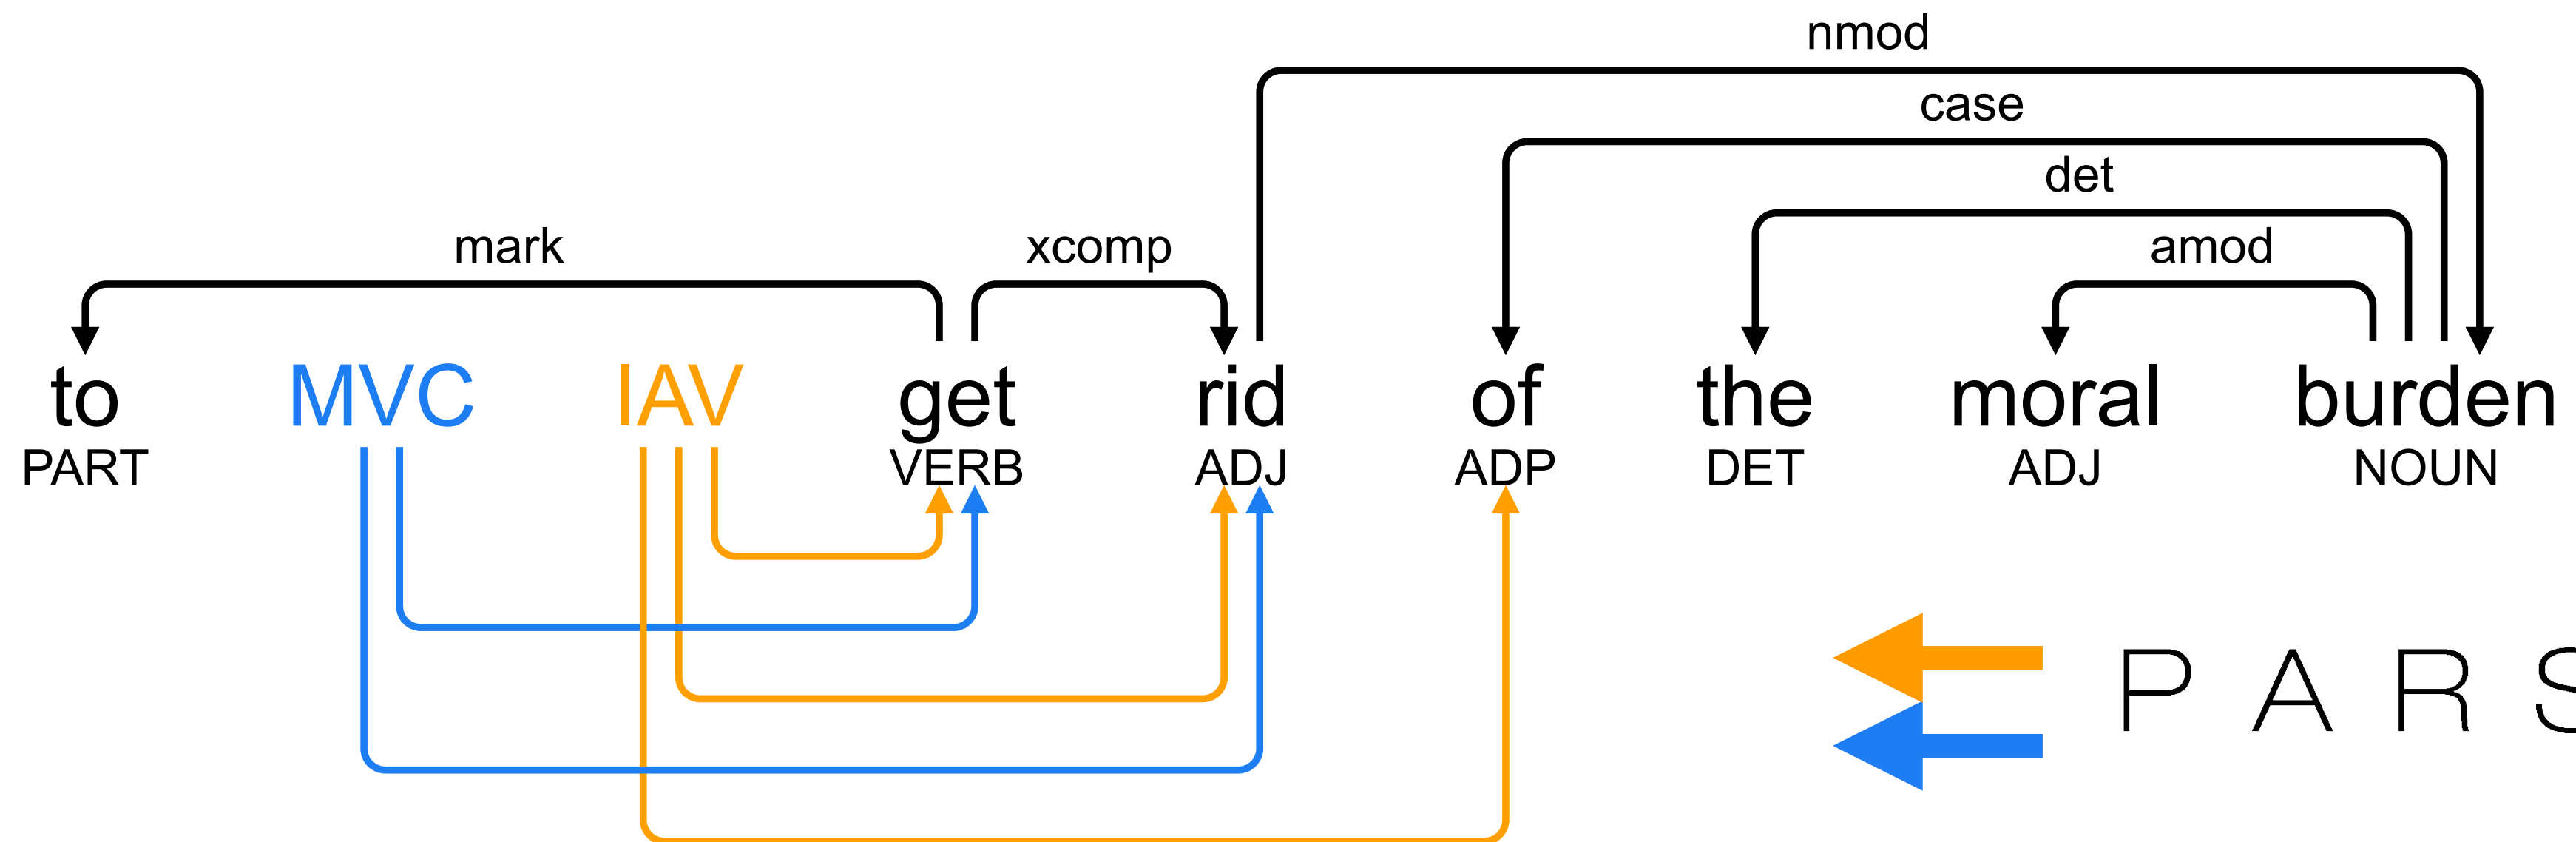 nmod
case
det
mark xcomp amod
to MVC IAV get rid of the moral burden
PART VERB ADJ ADP DET ADJ NOUN
P A R S